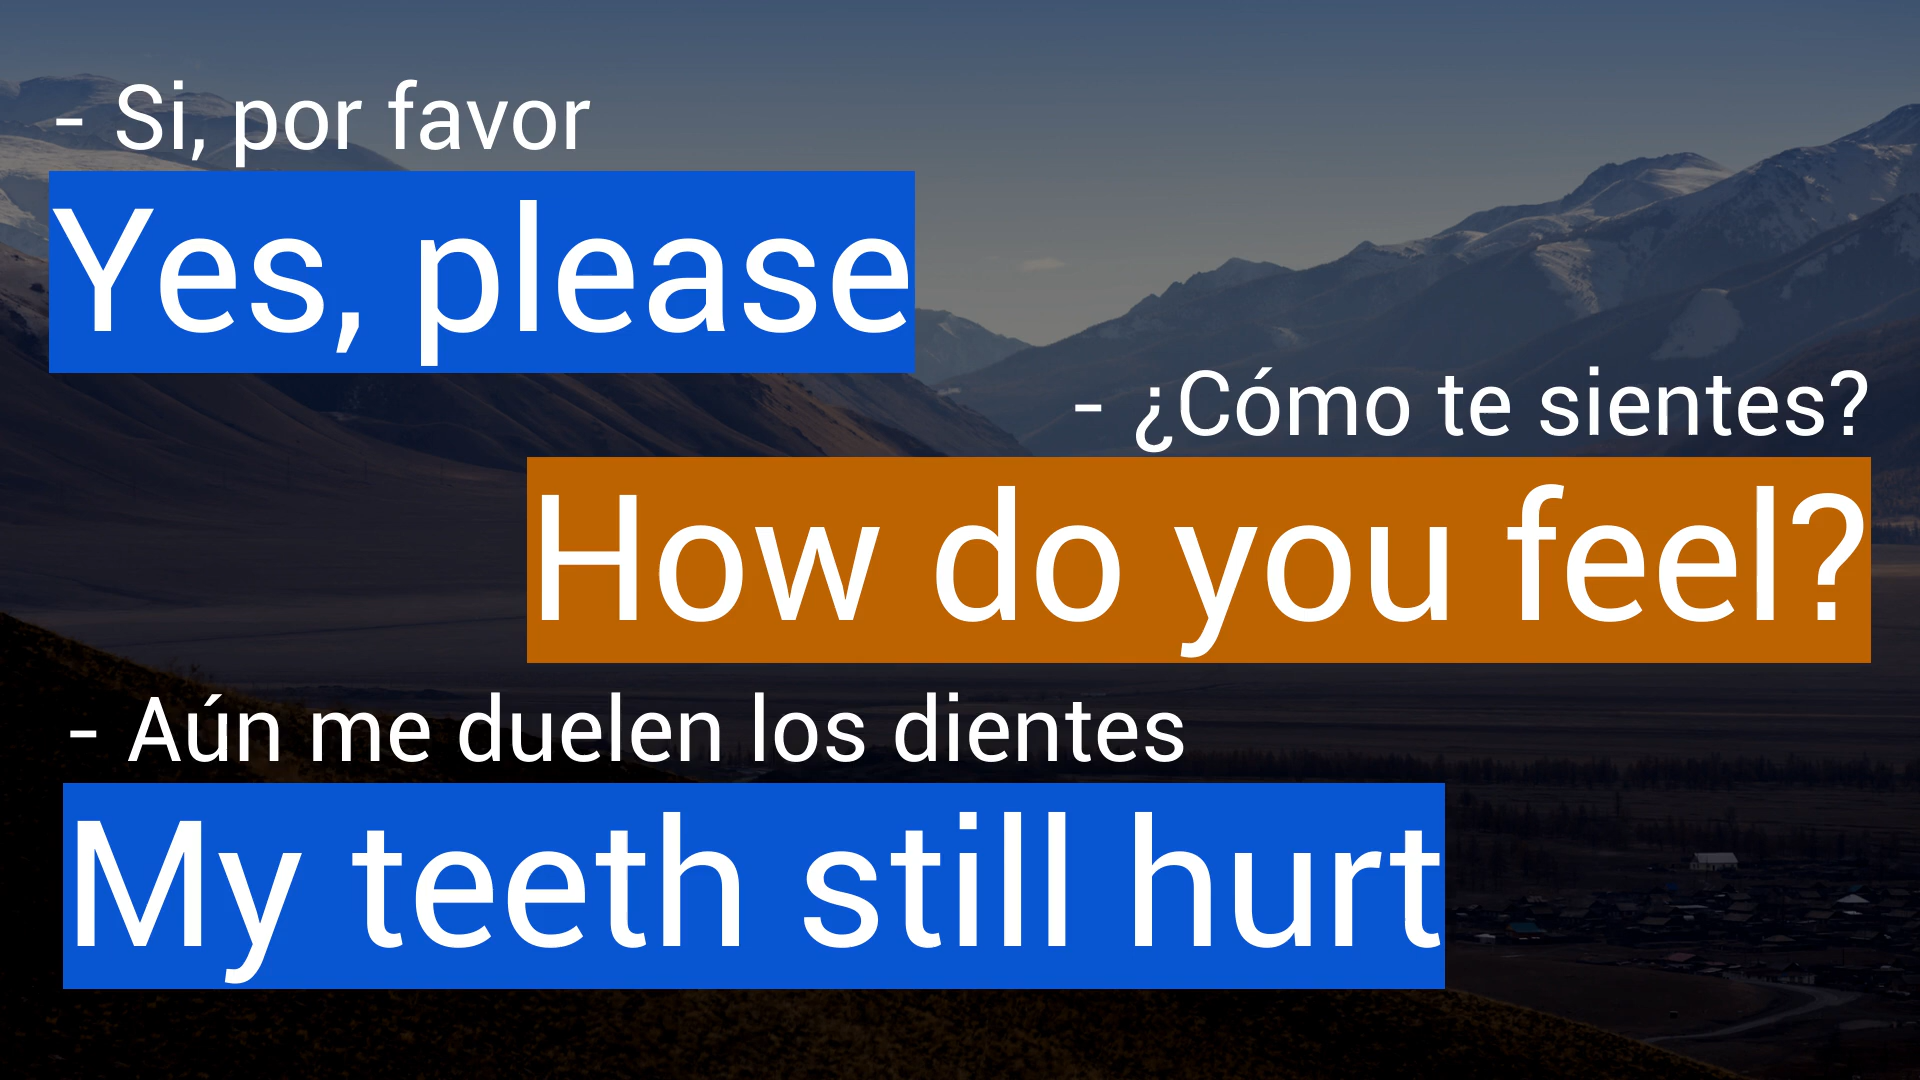 - Si, por favor
Yes, please
- ¿Cómo te sientes?
How do you feel?
- Aún me duelen los dientes
My teeth still hurt